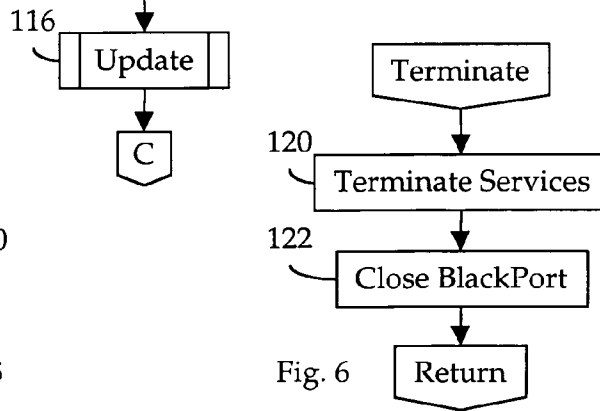 116
Update
C
Terminate
120
Terminate Services
122
Close BlackPort
Fig. 6
Return